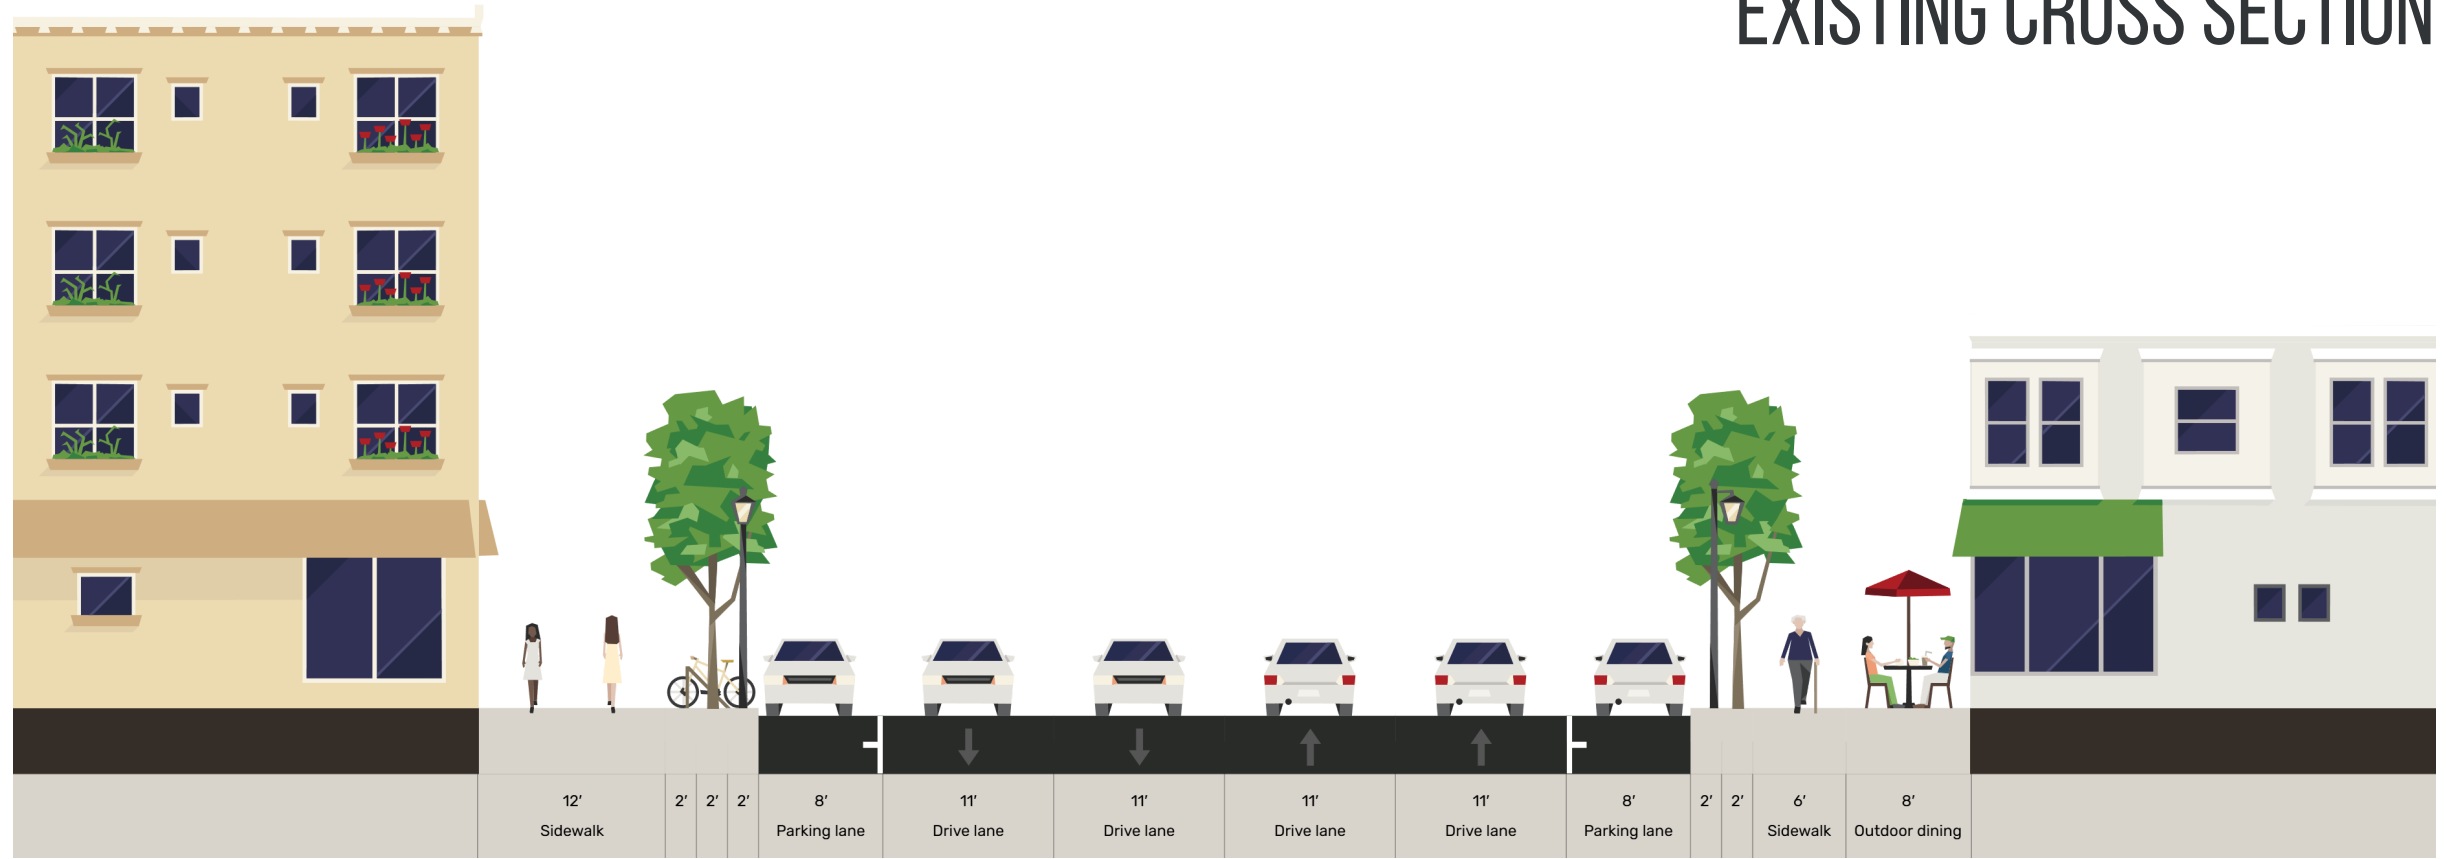 EXISTING CROSS SECTION
12' 2' 2' 2' 8' 11' 11' 11' 11' 8' 2' 2' 6' 8'
Sidewalk Parking lane Drive lane Drive lane Drive lane Drive lane Parking lane Sidewalk Outdoor dining